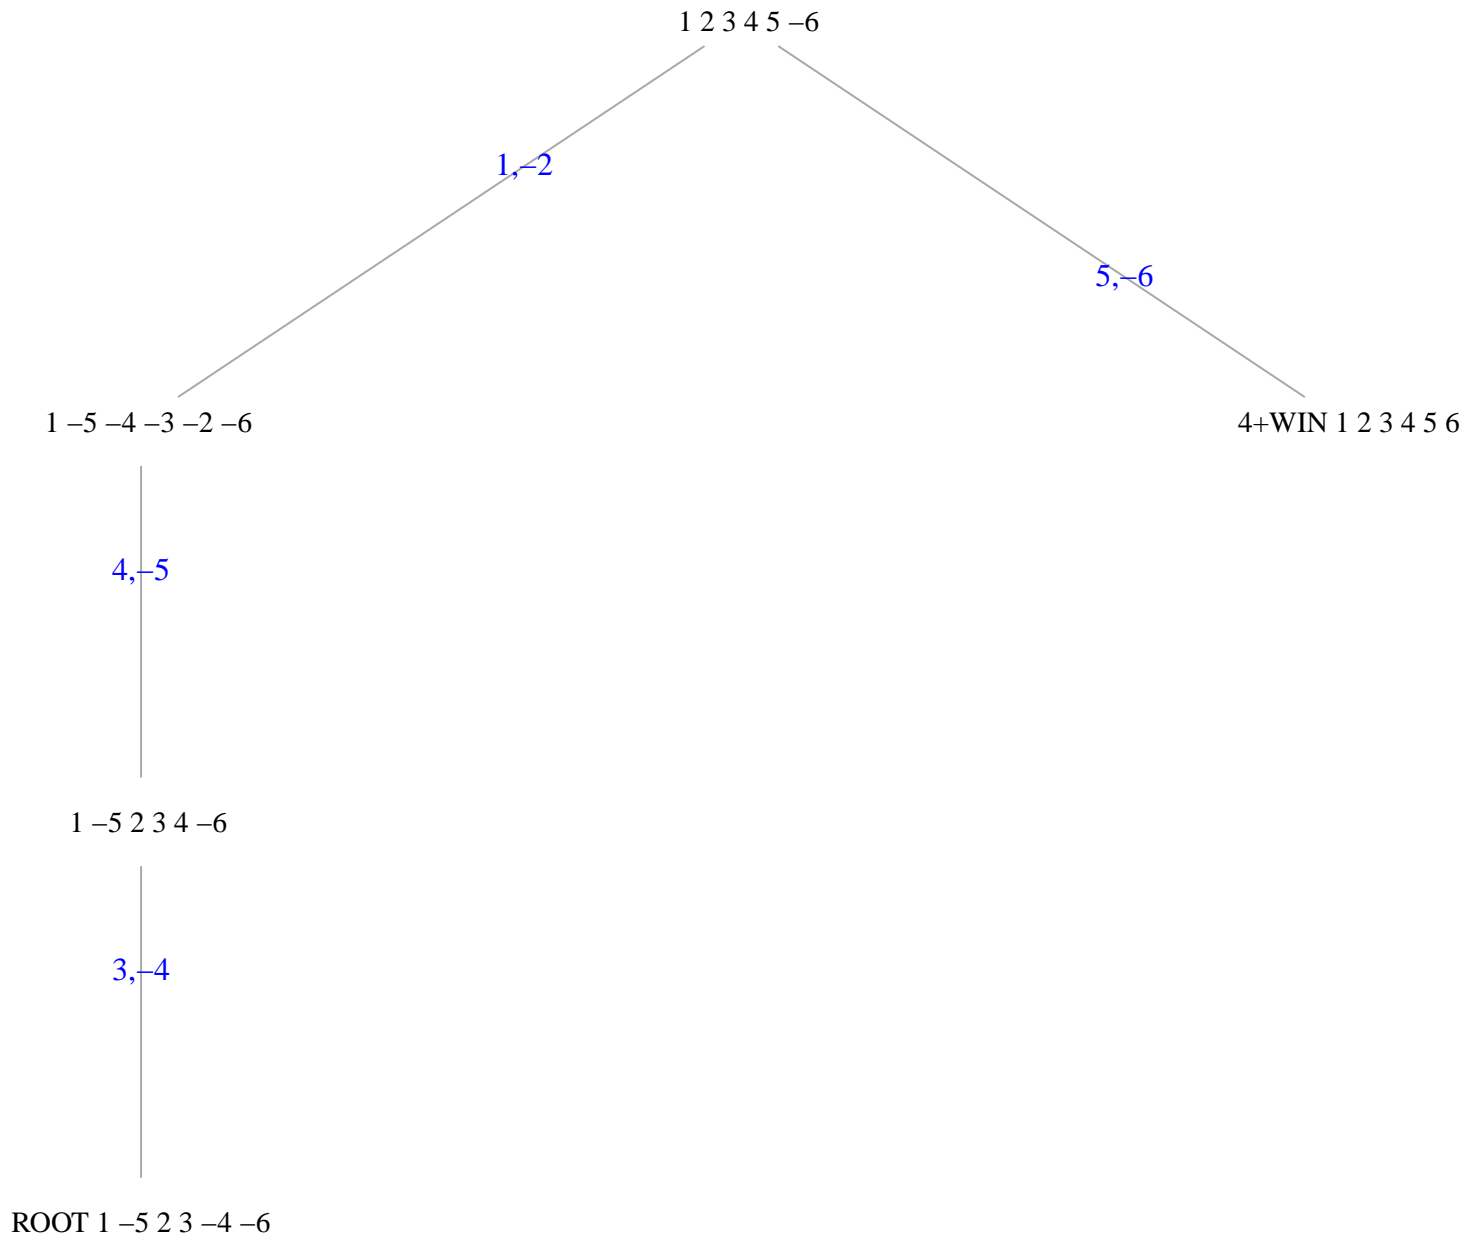 1 2 3 4 5 –6
1,–2
5,–6
1 –5 –4 –3 –2 –6
4+WIN 1 2 3 4 5 6
4,–5
1 –5 2 3 4 –6
3,–4
ROOT 1 –5 2 3 –4 –6